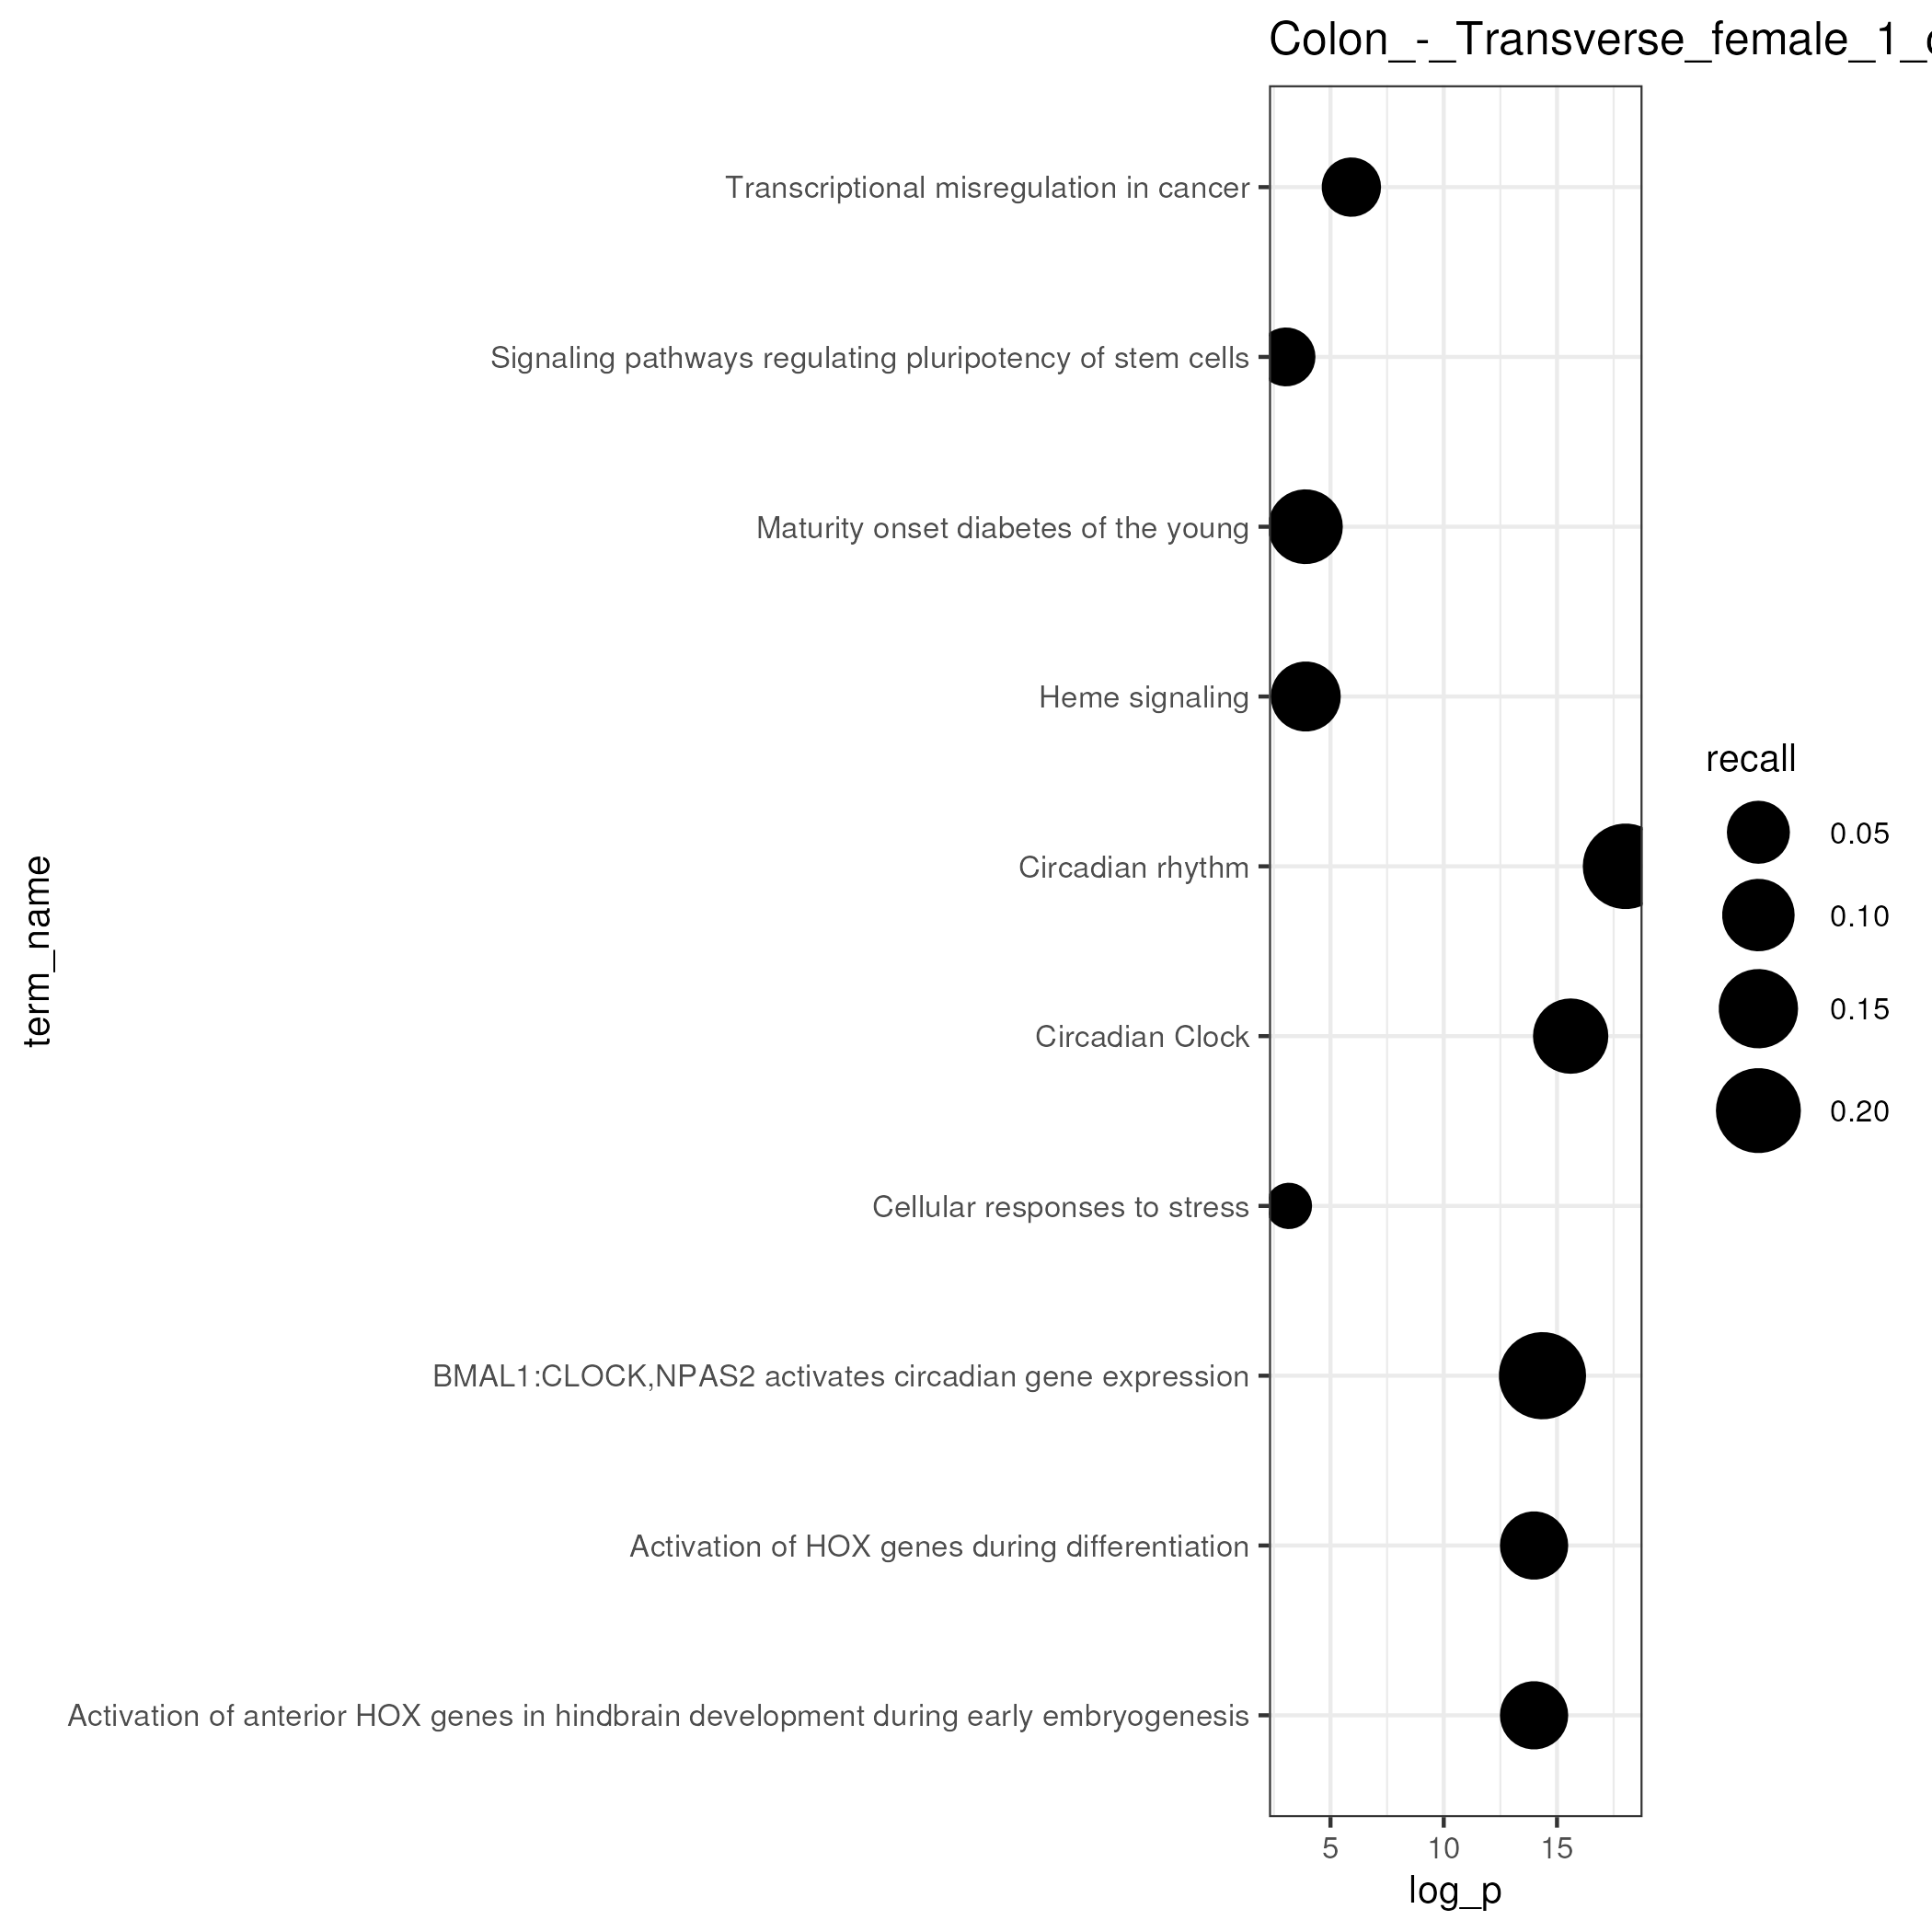 Colon_-_Transverse_female_1_
Transcriptional misregulation in cancer
Signaling pathways regulating pluripotency of stem cells
Maturity onset diabetes of the young
Heme signaling
Circadian rhythm
Circadian Clock
Cellular responses to stress
BMAL1:CLOCK,NPAS2 activates circadian gene expression
Activation of HOX genes during differentiation
Activation of anterior HOX genes in hindbrain development during early embryogenesis
term_name
5 10 15
log_p
recall
0.05
0.10
0.15
0.20